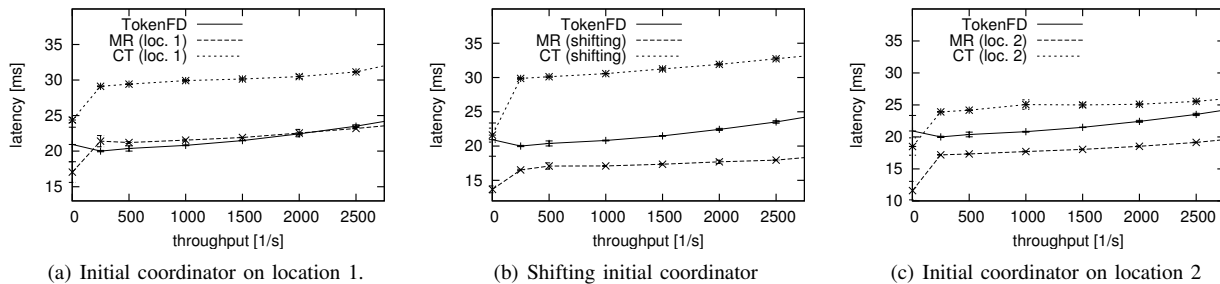 TokenFD
MR (loc. 1)
CT (loc. 1)
35
30
25
20
15
latency [ms]
0 500 1000 1500 2000 2500
throughput [1/s]
(a) Initial coordinator on location 1.
TokenFD
MR (shifting)
CT (shifting)
35
30
25
20
15
latency [ms]
0 500 1000 1500 2000 2500
throughput [1/s]
(b) Shifting initial coordinator
TokenFD
MR (loc. 2)
CT (loc. 2)
35
30
25
20
15
10
latency [ms]
0 500 1000 1500 2000 2500
throughput [1/s]
(c) Initial coordinator on location 2